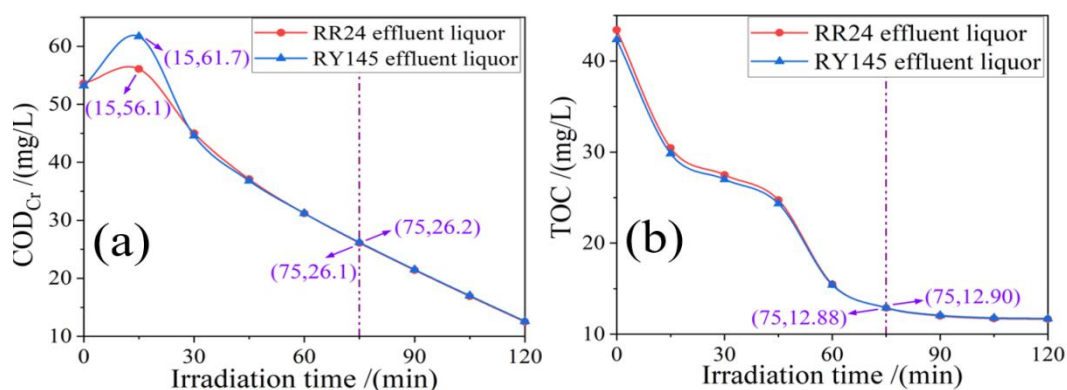 RR24 effluent liquor
RY145 effluent liquor
(15,61.7)
(15,56.1)
(75,26.2)
(75,26.1)
(a)
COD_Cr /(mg/L)
60
50
40
30
20
10
0 30 60 90 120
Irradiation time /(min)
RR24 effluent liquor
RY145 effluent liquor
(75,12.90)
(75,12.88)
(b)
TOC /(mg/L)
40
30
20
10
0 30 60 90 120
Irradiation time /(min)